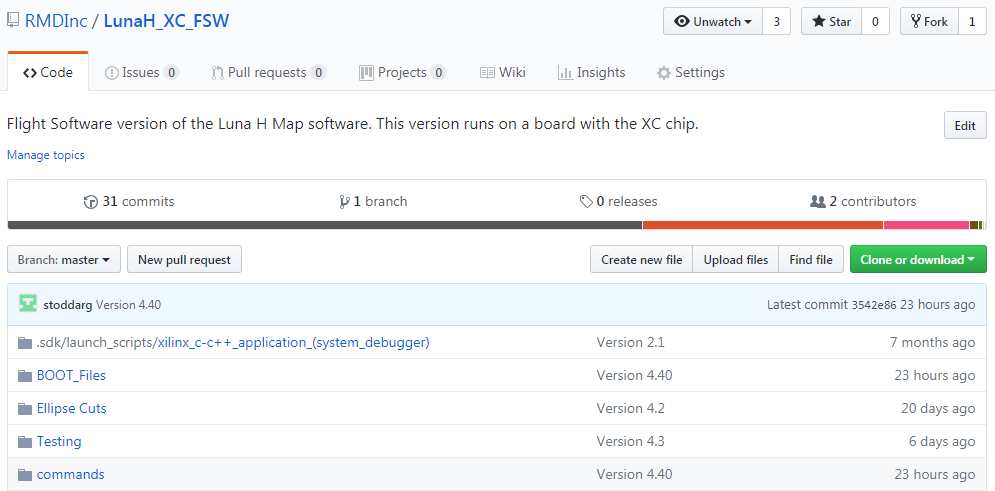 RMDInc / LunaH_XC_FSW
Unwatch 3 Star 0 Fork 1
Code Issues 0 Pull requests 0 Projects 0 Wiki Insights Settings
Flight Software version of the Luna H Map software. This version runs on a board with the XC chip. Edit
Manage topics
31 commits 1 branch 0 releases 2 contributors
Branch: master New pull request Create new file Upload files Find file Clone or download
stoddarg Version 4.40 Latest commit 3542e86 23 hours ago
.sdk/launch_scripts/xilinx_c-c++_application_(system_debugger) Version 2.1 7 months ago
BOOT_Files Version 4.40 23 hours ago
Ellipse Cuts Version 4.2 20 days ago
Testing Version 4.3 6 days ago
commands Version 4.40 23 hours ago